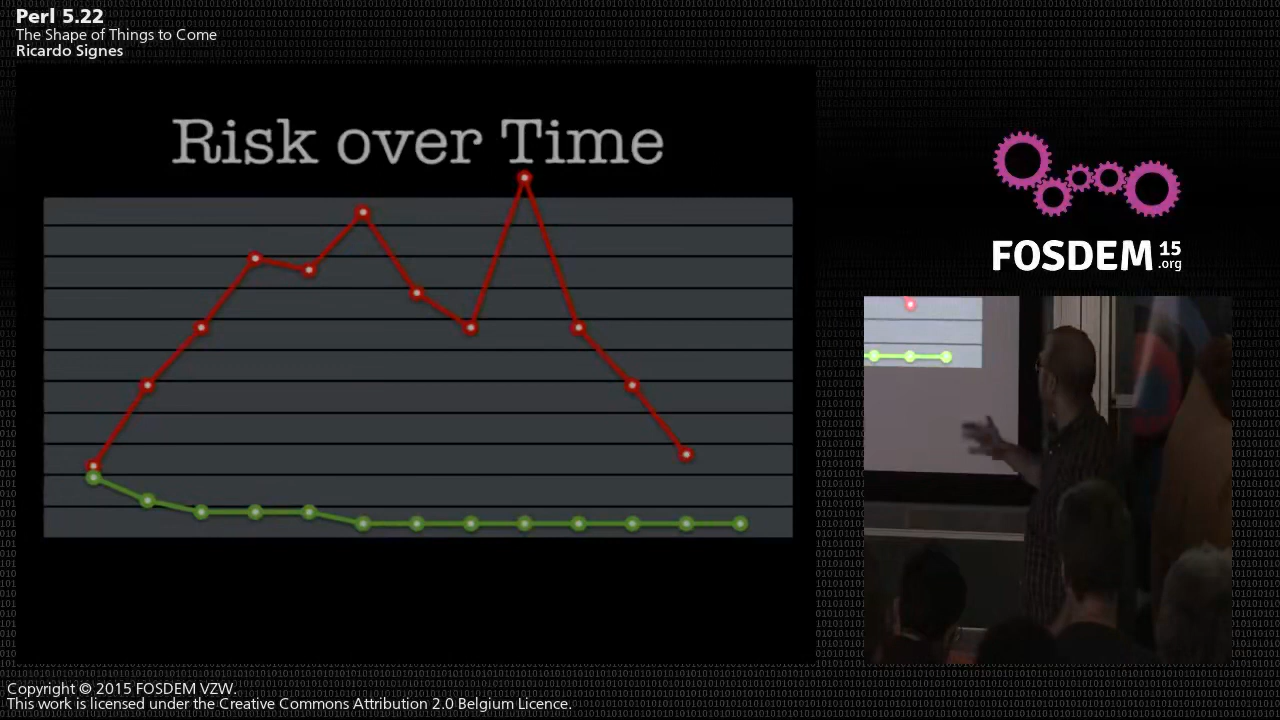 Perl 5.22
The Shape of Things to Come
Ricardo Signes
Risk over Time
FOSDEM 15
.org
Copyright © 2015 FOSDEM VZW.
This work is licensed under the Creative Commons Attribution 2.0 Belgium Licence.